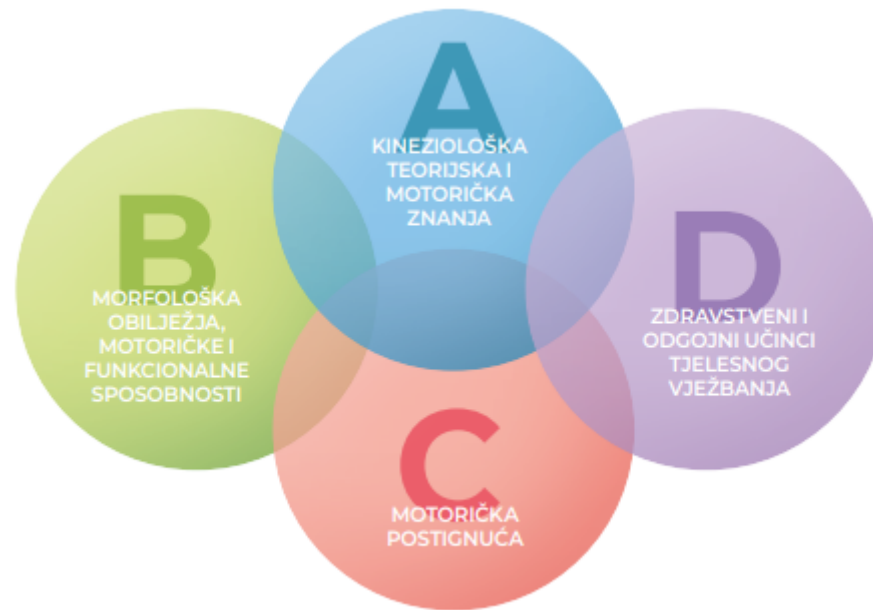 A
KINEZIOLOŠKA
TEORIJSKA I
MOTORIČKA
ZNANJA
B
MORFOLOŠKA
OBILJEŽJA,
MOTORIČKE I
FUNKCIONALNE
SPOSOBNOSTI
D
ZDRAVSTVENI I
ODGOJNI UČINCI
TJELESNOG
VJEŽBANJA
C
MOTORIČKA
POSTIGNUĆA